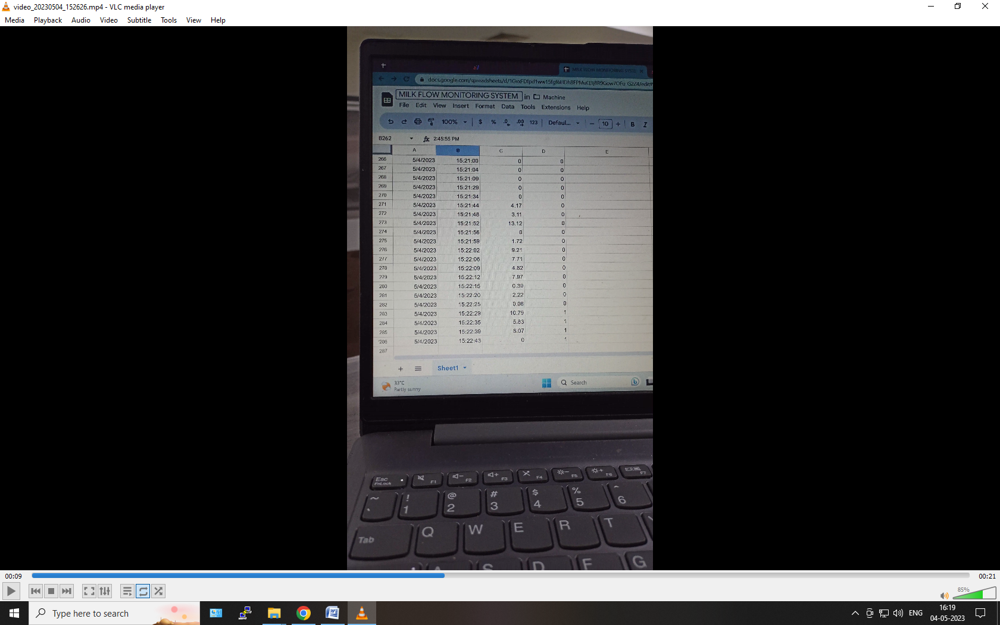 video_20230504_152626.mp4 - VLC media player
Media Playback Audio Video Subtitle Tools View Help
MILK FLOW MONITORING SYSTE
MILK FLOW MONITORING SYSTEM in Machine
File Edit View Insert Format Data Tools Extensions Help
100% $ % .0 .00 123 Defaul... − 10 + B I
B262 fx 2:45:55 PM
A B C D E
266 5/4/2023 15:21:00 0 0
267 5/4/2023 15:21:04 0 0
268 5/4/2023 15:21:09 0 0
269 5/4/2023 15:21:29 0 0
270 5/4/2023 15:21:34 0 0
271 5/4/2023 15:21:44 4.17 0
272 5/4/2023 15:21:48 3.11 0
273 5/4/2023 15:21:52 13.12 0
274 5/4/2023 15:21:56 0 0
275 5/4/2023 15:21:59 1.72 0
276 5/4/2023 15:22:02 9.21 0
277 5/4/2023 15:22:06 7.71 0
278 5/4/2023 15:22:09 4.82 0
279 5/4/2023 15:22:12 7.97 0
280 5/4/2023 15:22:15 0.39 0
281 5/4/2023 15:22:20 2.22 0
282 5/4/2023 15:22:25 0.08 0
283 5/4/2023 15:22:29 10.79 1
284 5/4/2023 15:22:35 5.83 1
285 5/4/2023 15:22:39 8.07 1
286 5/4/2023 15:22:43 0 1
287
+ Sheet1
33°C
Partly sunny
Search
Esc FnLock F1 F2 F3 F4 F5 F6 F7
~ ` ! 1 @ 2 # 3 $ 4 % 5 ^ 6
Tab Q W E R T
A S D F G
00:09 00:21
85%
Type here to search
ENG
16:19
04-05-2023